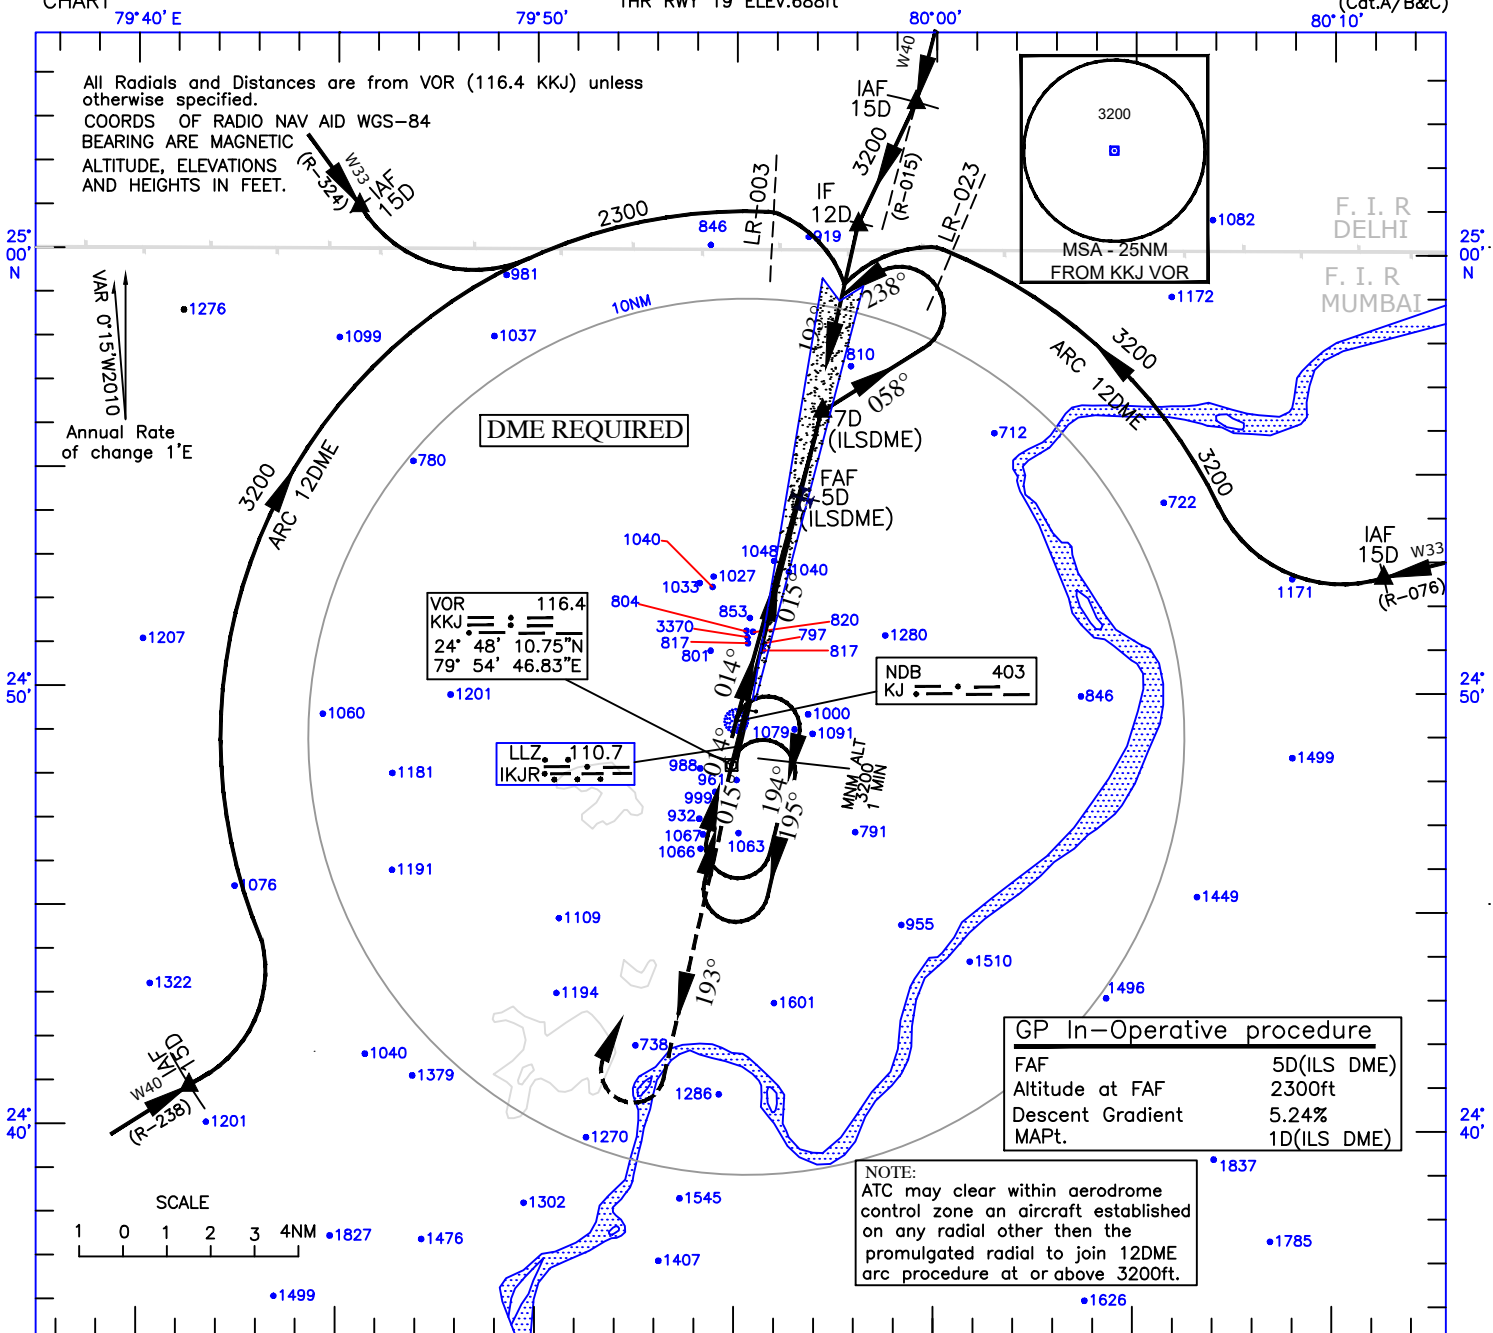 CHART
THR RWY 19 ELEV.688ft
(Cat.A/B&C)
79°40' E
79°50'
80°00'
80°10'
All Radials and Distances are from VOR (116.4 KKJ) unless
otherwise specified.
COORDS OF RADIO NAV AID WGS-84
BEARING ARE MAGNETIC
ALTITUDE, ELEVATIONS
AND HEIGHTS IN FEET.
W33
(R-324)
IAF
15D
W40
IAF
15D
3200
(R-015)
LR-003
LR-023
IF
12D
3200
MSA - 25NM
FROM KKJ VOR
1082
F. I. R
DELHI
F. I. R
MUMBAI
25°
00'
N
25°
00'
N
2300
846
919
981
1172
VAR 0°15'W2010
Annual Rate
of change 1'E
1276
1099
1037
10NM
193°
238°
810
058°
3200
ARC 12DME
DME REQUIRED
7D
(ILSDME)
FAF
5D
(ILSDME)
712
780
3200
ARC 12DME
3200
722
IAF
15D
W33
(R-076)
1171
1040
1048
1033
1027
1040
015°
804
853
820
3370
797
817
817
801
1280
1207
VOR 116.4
KKJ
24° 48' 10.75"N
79° 54' 46.83"E
014°
NDB 403
KJ
24°
50'
24°
50'
1201
1060
846
1000
1079
1091
LLZ 110.7
IKJR
014°
1181
988
961
999
015°
194°
195°
MNM ALT
3200
1 MIN
1499
932
1067
1066
1063
791
1191
1076
1109
955
1449
1510
1322
1194
193°
1601
1496
738
1040
1379
1286
IAF
15D
W40
(R-238)
1201
24°
40'
24°
40'
1270
GP In-Operative procedure
FAF 5D(ILS DME)
Altitude at FAF 2300ft
Descent Gradient 5.24%
MAPt. 1D(ILS DME)
1837
NOTE:
ATC may clear within aerodrome
control zone an aircraft established
on any radial other then the
promulgated radial to join 12DME
arc procedure at or above 3200ft.
SCALE
1 0 1 2 3 4NM
1302
1545
1827
1476
1407
1785
1499
1626